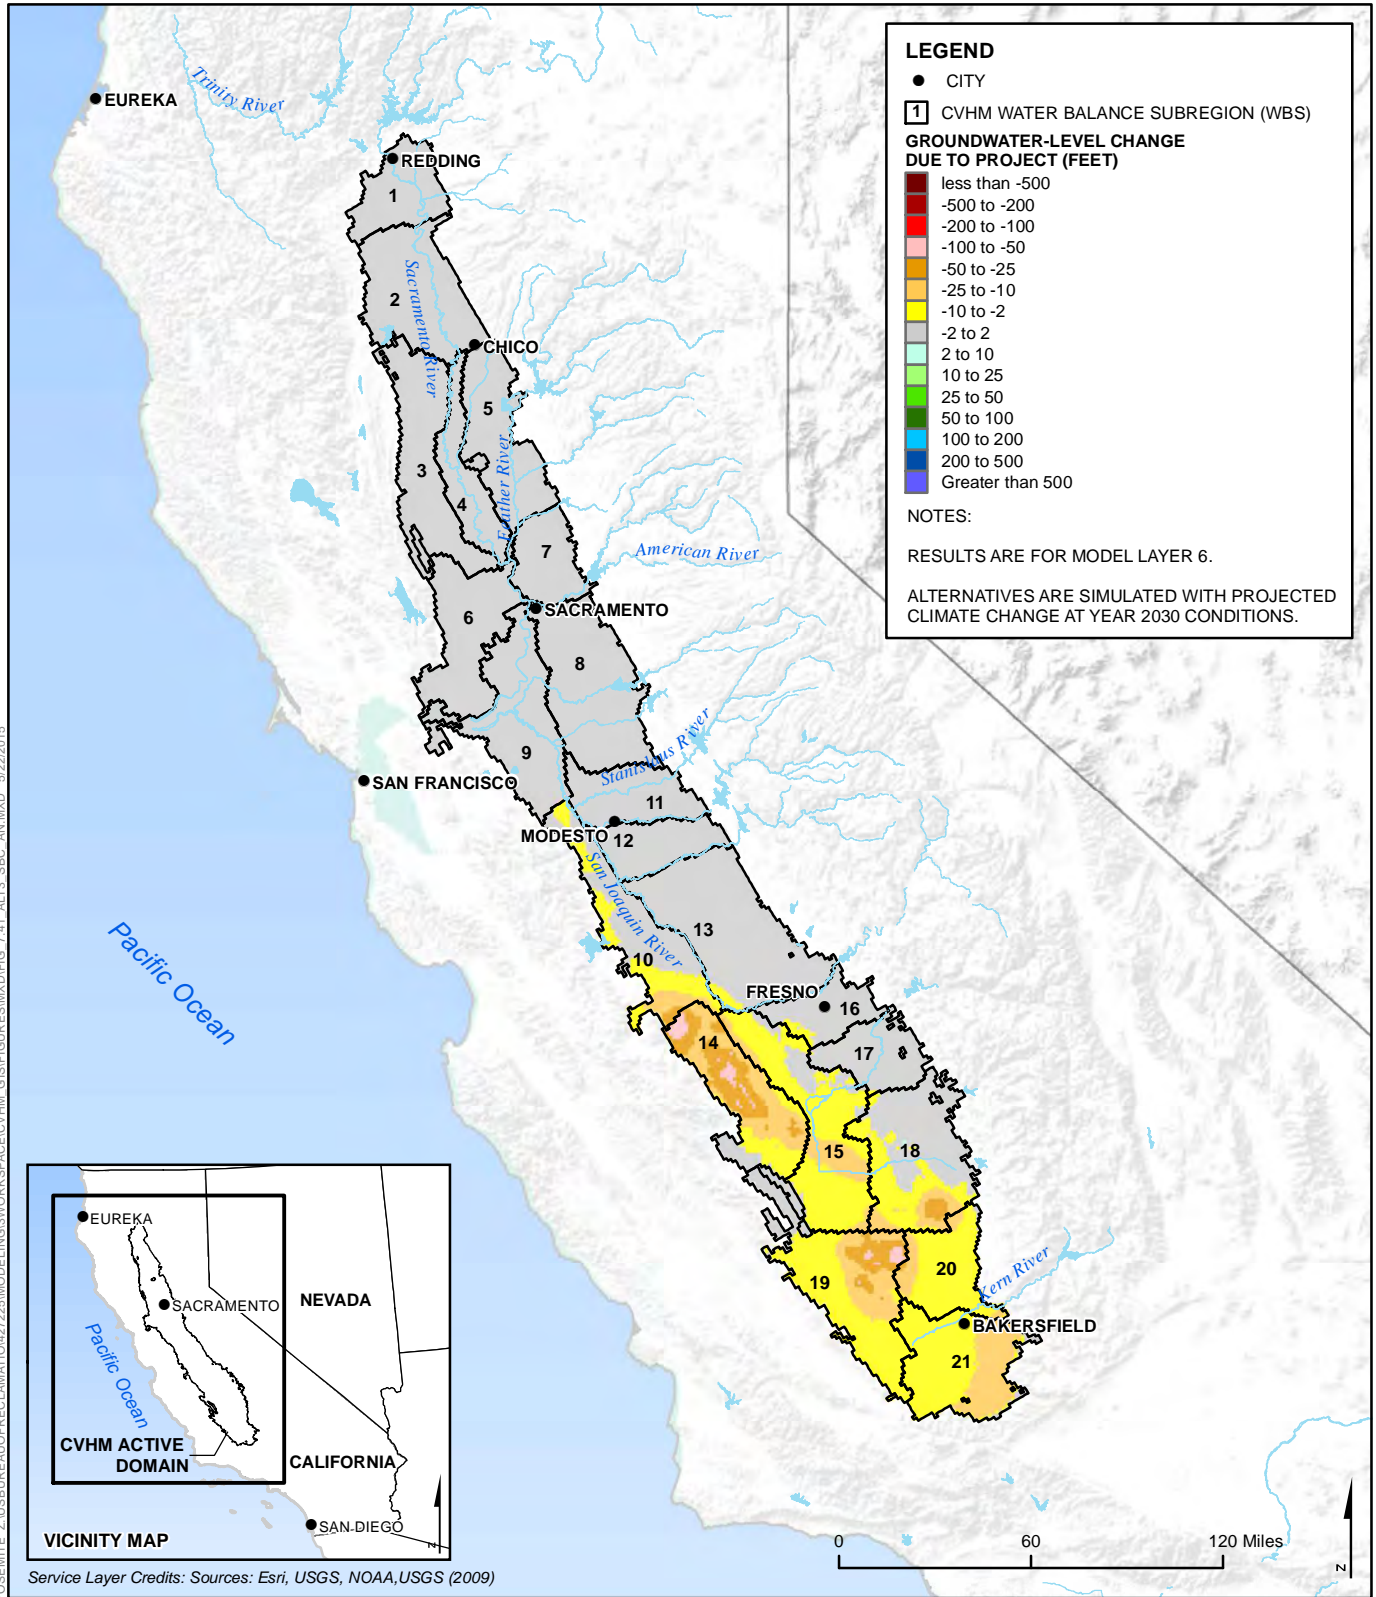 LEGEND
CITY
1 CVHM WATER BALANCE SUBREGION (WBS)
GROUNDWATER-LEVEL CHANGE
DUE TO PROJECT (FEET)
less than -500
-500 to -200
-200 to -100
-100 to -50
-50 to -25
-25 to -10
-10 to -2
-2 to 2
2 to 10
10 to 25
25 to 50
50 to 100
100 to 200
200 to 500
Greater than 500
NOTES:
RESULTS ARE FOR MODEL LAYER 6.
ALTERNATIVES ARE SIMULATED WITH PROJECTED
CLIMATE CHANGE AT YEAR 2030 CONDITIONS.
EUREKA
Trinity River
REDDING
1
2
Sacramento River
CHICO
5
3
4
Feather River
7
American River
6
SACRAMENTO
8
9
Stanislaus River
SAN FRANCISCO
11
MODESTO
12
San Joaquin River
13
10
Pacific Ocean
FRESNO
16
14
17
15
18
19
20
Kern River
BAKERSFIELD
21
EUREKA
SACRAMENTO
NEVADA
Pacific Ocean
CVHM ACTIVE
DOMAIN
CALIFORNIA
SAN DIEGO
VICINITY MAP
Z
0 60 120 Miles
Z
Service Layer Credits: Sources: Esri, USGS, NOAA,USGS (2009)